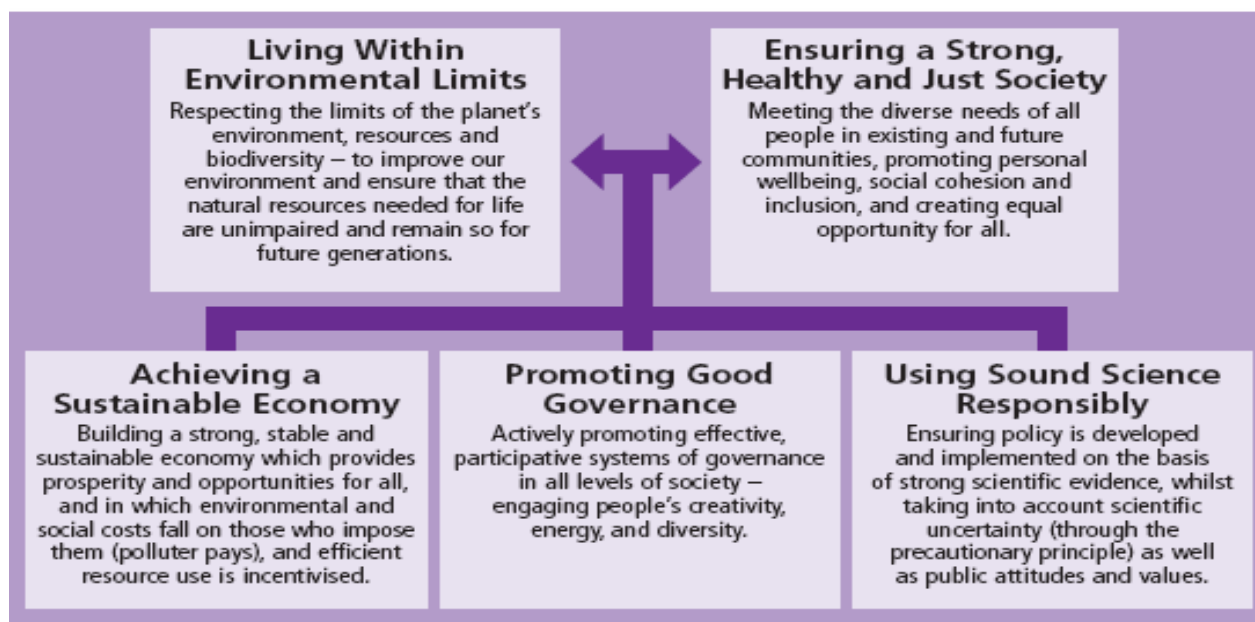 Living Within
Environmental Limits
Respecting the limits of the planet's
environment, resources and
biodiversity – to improve our
environment and ensure that the
natural resources needed for life
are unimpaired and remain so for
future generations.
Ensuring a Strong,
Healthy and Just Society
Meeting the diverse needs of all
people in existing and future
communities, promoting personal
wellbeing, social cohesion and
inclusion, and creating equal
opportunity for all.
Achieving a
Sustainable Economy
Building a strong, stable and
sustainable economy which provides
prosperity and opportunities for all,
and in which environmental and
social costs fall on those who impose
them (polluter pays), and efficient
resource use is incentivised.
Promoting Good
Governance
Actively promoting effective,
participative systems of governance
in all levels of society –
engaging people's creativity,
energy, and diversity.
Using Sound Science
Responsibly
Ensuring policy is developed
and implemented on the basis
of strong scientific evidence, whilst
taking into account scientific
uncertainty (through the
precautionary principle) as well
as public attitudes and values.